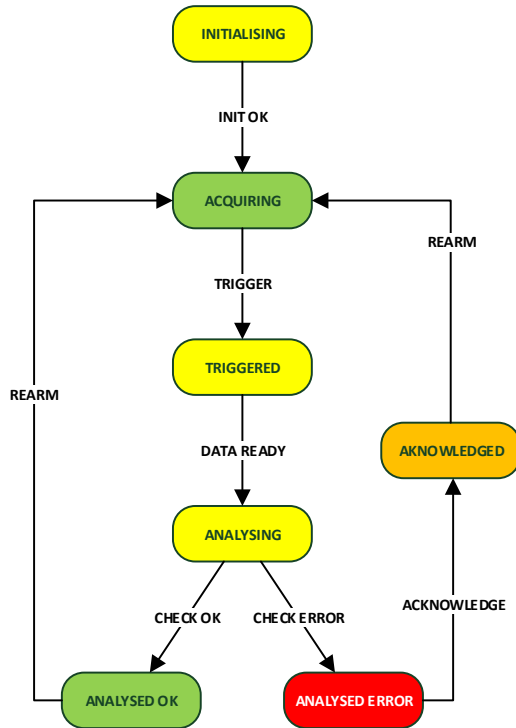 INITIALISING
INIT OK
ACQUIRING
REARM
TRIGGER
TRIGGERED
REARM
DATA READY
AKNOWLEDGED
ANALYSING
CHECK OK
CHECK ERROR
ACKNOWLEDGE
ANALYSED OK
ANALYSED ERROR